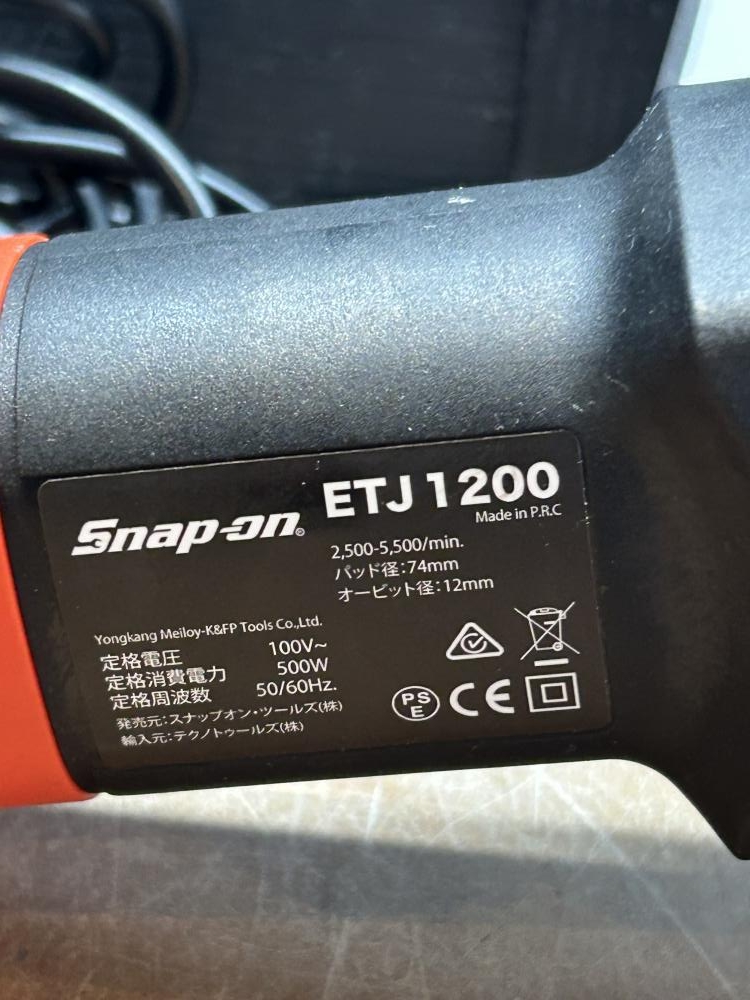 Snap-on
ETJ 1200
Made in P.R.C
2,500-5,500/min.
パッド径:74mm
オービット径:12mm
Yongkang Meiloy-K&FP Tools Co.,Ltd.
定格電圧 100V~
定格消費電力 500W
定格周波数 50/60Hz.
発売元:スナップオン・ツールズ(株)
輸入元:テクノトゥールズ(株)
PS
E
CE